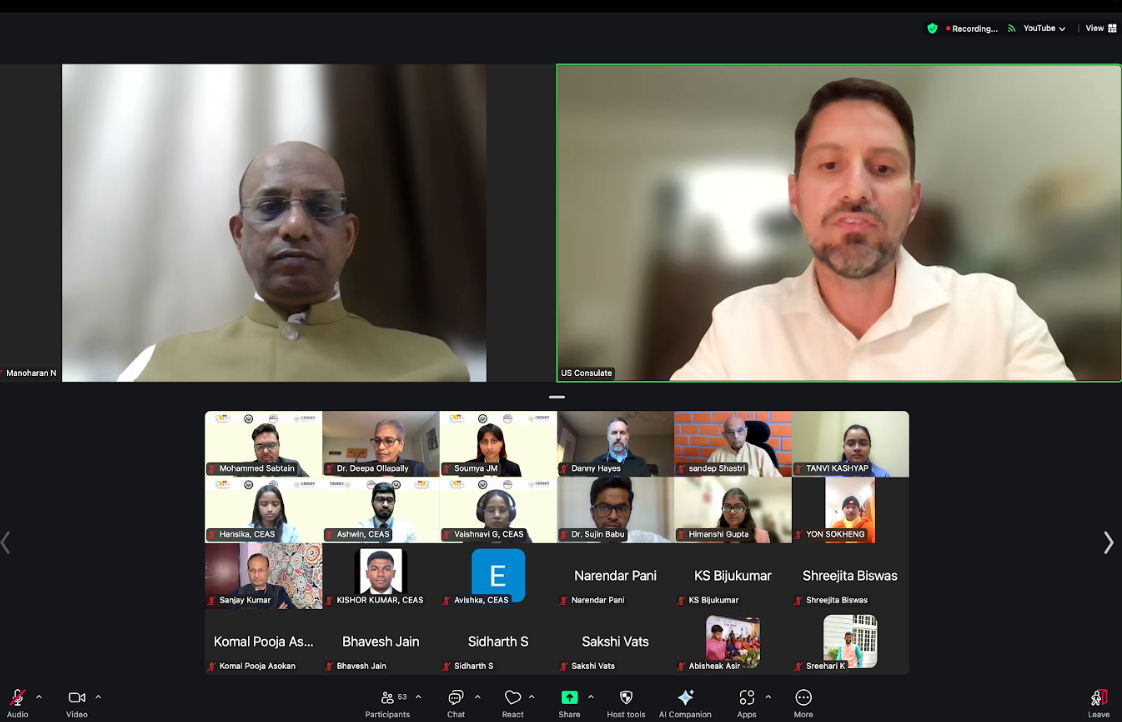 Recording...
YouTube
View
Manoharan N
US Consulate
Mohammed Sabtain
Dr. Deepa Ollapally
Soumya JM
Danny Hayes
sandep Shastri
TANVI KASHYAP
Hansika, CEAS
Ashwin, CEAS
Vaishnavi G, CEAS
Dr. Sujin Babu
Himanshi Gupta
YON SOKHENG
Sanjay Kumar
KISHOR KUMAR, CEAS
E
Avishka, CEAS
Narendar Pani
Narendar Pani
KS Bijukumar
KS Bijukumar
Shreejita Biswas
Shreejita Biswas
Komal Pooja As...
Komal Pooja Asokan
Bhavesh Jain
Bhavesh Jain
Sidharth S
Sidharth S
Sakshi Vats
Sakshi Vats
Abisheak Asir
Sreehari K
Audio
Video
53
Participants
Chat
React
Share
Host tools
AI Companion
Apps
More
Leave